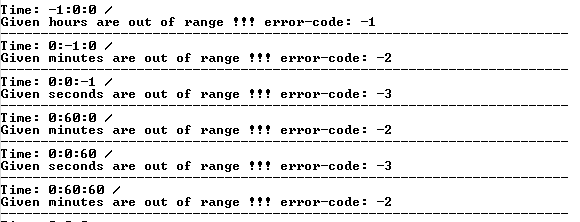 Time: -1:0:0 /
Given hours are out of range !!! error-code: -1
--------------------------------------------------------------------------------
Time: 0:-1:0 /
Given minutes are out of range !!! error-code: -2
--------------------------------------------------------------------------------
Time: 0:0:-1 /
Given seconds are out of range !!! error-code: -3
--------------------------------------------------------------------------------
Time: 0:60:0 /
Given minutes are out of range !!! error-code: -2
--------------------------------------------------------------------------------
Time: 0:0:60 /
Given seconds are out of range !!! error-code: -3
--------------------------------------------------------------------------------
Time: 0:60:60 /
Given minutes are out of range !!! error-code: -2
--------------------------------------------------------------------------------